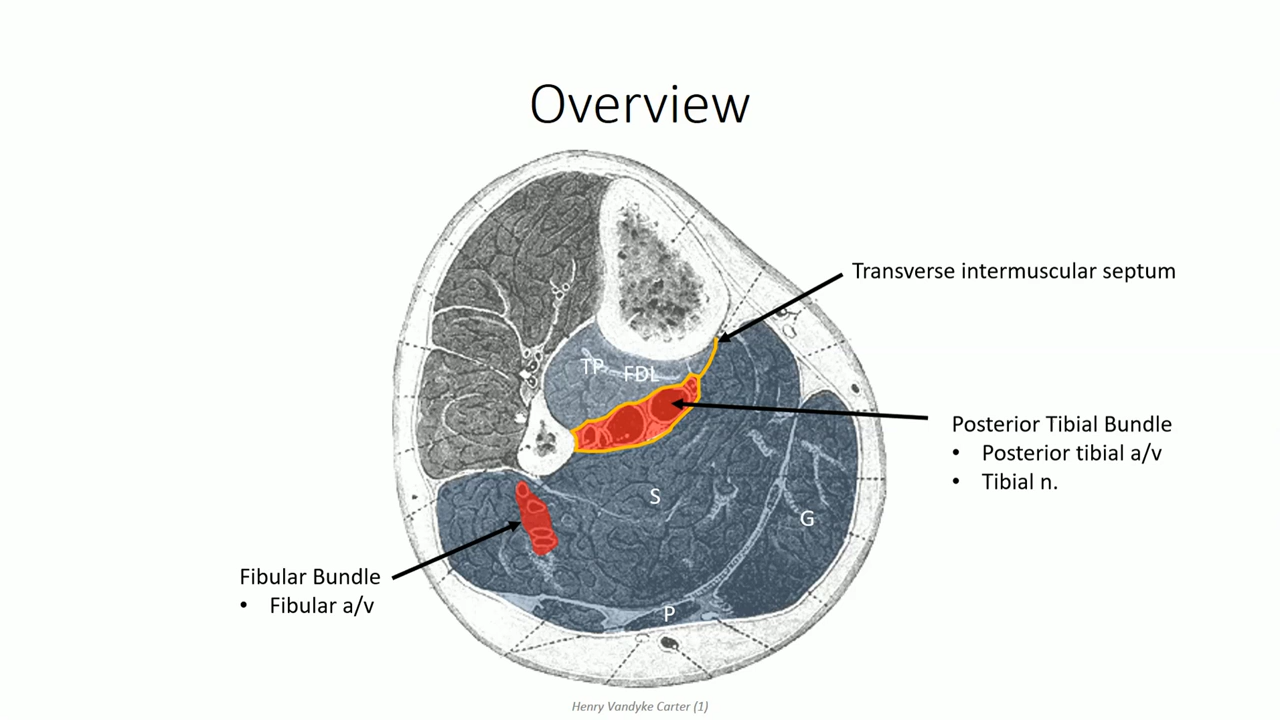 Overview
Transverse intermuscular septum
TP
FDL
Posterior Tibial Bundle
• Posterior tibial a/v
• Tibial n.
S
G
Fibular Bundle
• Fibular a/v
P
Henry Vandyke Carter (1)